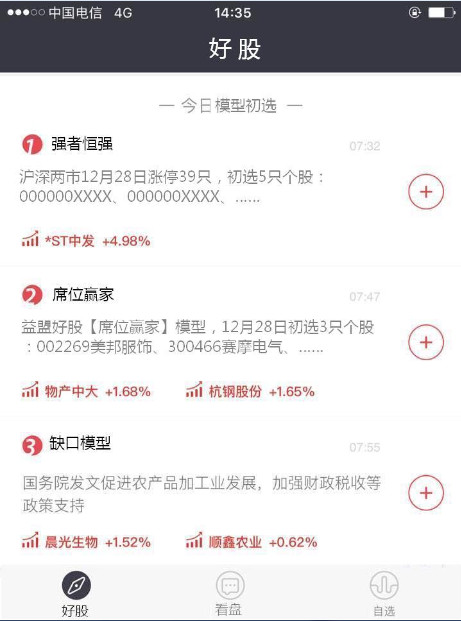 中国电信 4G 14:35
好股
一 今日模型初选 一
1 强者恒强 07:32
沪深两市12月28日涨停39只，初选5只个股：
000000XXXX、000000XXXX、......
*ST中发 +4.98%
2 席位赢家 07:47
益盟好股【席位赢家】模型，12月28日初选3只个股
：002269美邦服饰、300466赛摩电气、......
物产中大 +1.68% 杭钢股份 +1.65%
3 缺口模型 07:55
国务院发文促进农产品加工业发展，加强财政税收等
政策支持
晨光生物 +1.52% 顺鑫农业 +0.62%
好股 看盘 自选